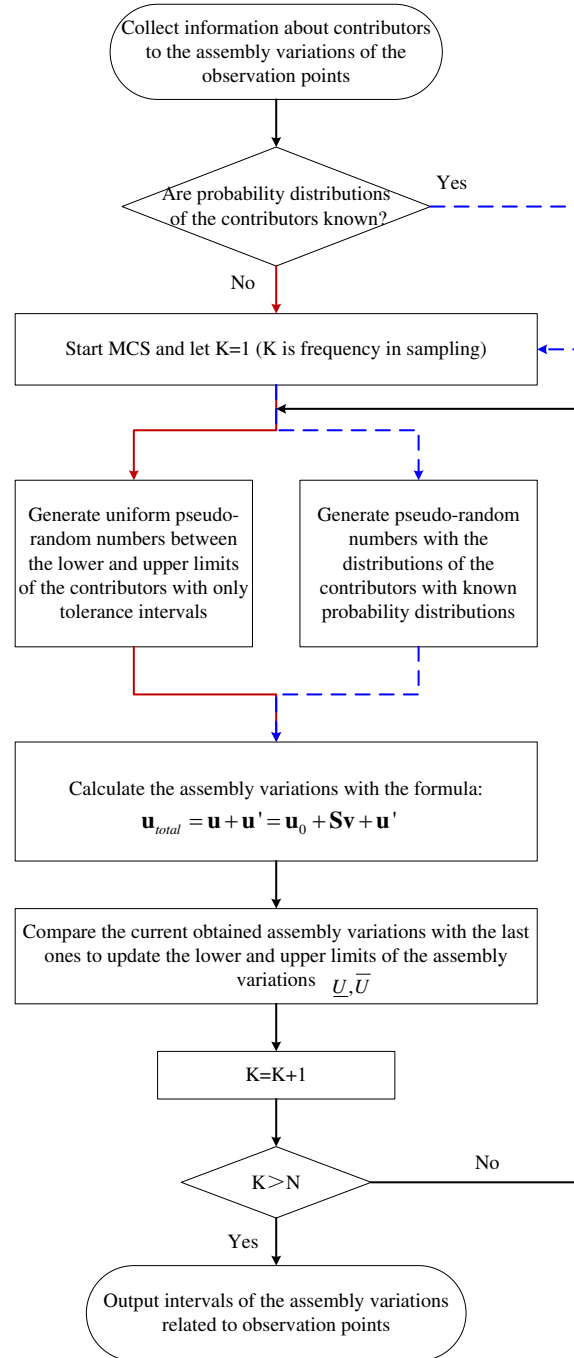 Collect information about contributors
to the assembly variations of the
observation points
Are probability distributions
of the contributors known?
Yes
No
Start MCS and let K=1 (K is frequency in sampling)
Generate uniform pseudo-
random numbers between
the lower and upper limits
of the contributors with only
tolerance intervals
Generate pseudo-random
numbers with the
distributions of the
contributors with known
probability distributions
Calculate the assembly variations with the formula:
𝐮_{total} = 𝐮 + 𝐮' = 𝐮₀ + 𝐒𝐯 + 𝐮'
Compare the current obtained assembly variations with the last
ones to update the lower and upper limits of the assembly
variations U̲, U̅
K=K+1
K＞N
No
Yes
Output intervals of the assembly variations
related to observation points